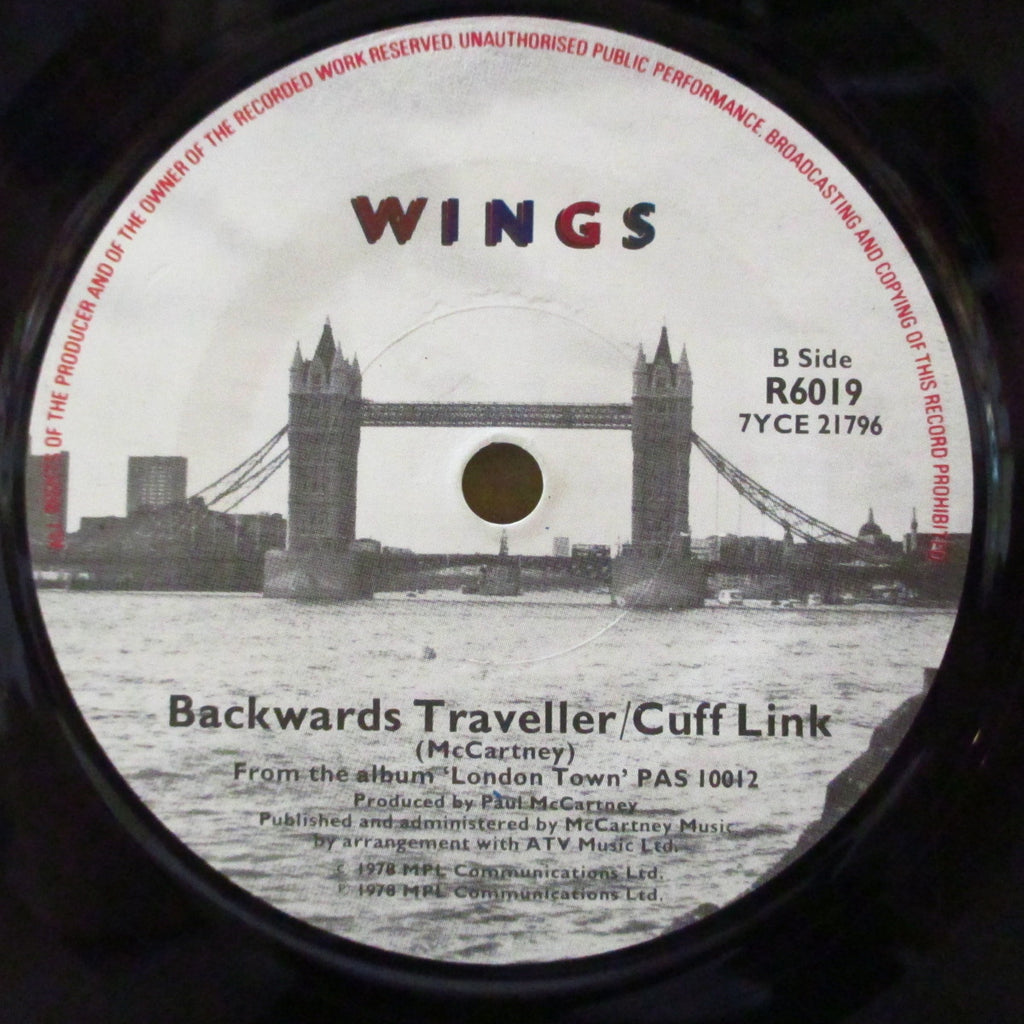 ALL RIGHTS OF THE PRODUCER AND OF THE OWNER OF THE RECORDED WORK RESERVED. UNAUTHORISED PUBLIC PERFORMANCE, BROADCASTING AND COPYING OF THIS RECORD PROHIBITED
WINGS
B Side
R6019
7YCE 21796
Backwards Traveller/Cuff Link
(McCartney)
From the album 'London Town' PAS 10012
Produced by Paul McCartney
Published and administered by McCartney Music
by arrangement with ATV Music Ltd.
© 1978 MPL Communications Ltd.
℗ 1978 MPL Communications Ltd.